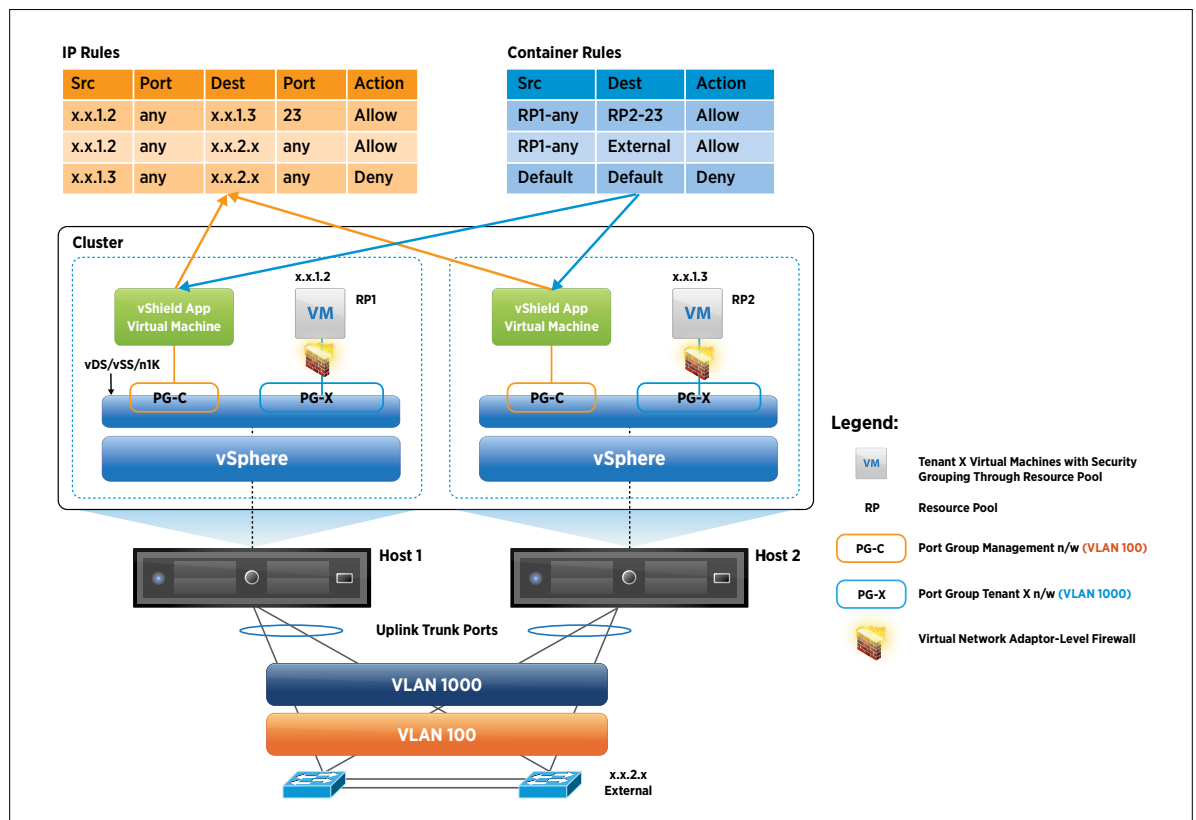 IP Rules
Src Port Dest Port Action
x.x.1.2 any x.x.1.3 23 Allow
x.x.1.2 any x.x.2.x any Allow
x.x.1.3 any x.x.2.x any Deny
Container Rules
Src Dest Action
RP1-any RP2-23 Allow
RP1-any External Allow
Default Default Deny
Cluster
x.x.1.2
RP1
vShield App
Virtual Machine
VM
vDS/vSS/n1K
PG-C
PG-X
vSphere
x.x.1.3
RP2
vShield App
Virtual Machine
VM
PG-C
PG-X
vSphere
Host 1
Host 2
Uplink Trunk Ports
VLAN 1000
VLAN 100
x.x.2.x
External
Legend:
VM
Tenant X Virtual Machines with Security
Grouping Through Resource Pool
RP Resource Pool
PG-C Port Group Management n/w (VLAN 100)
PG-X Port Group Tenant X n/w (VLAN 1000)
Virtual Network Adaptor-Level Firewall